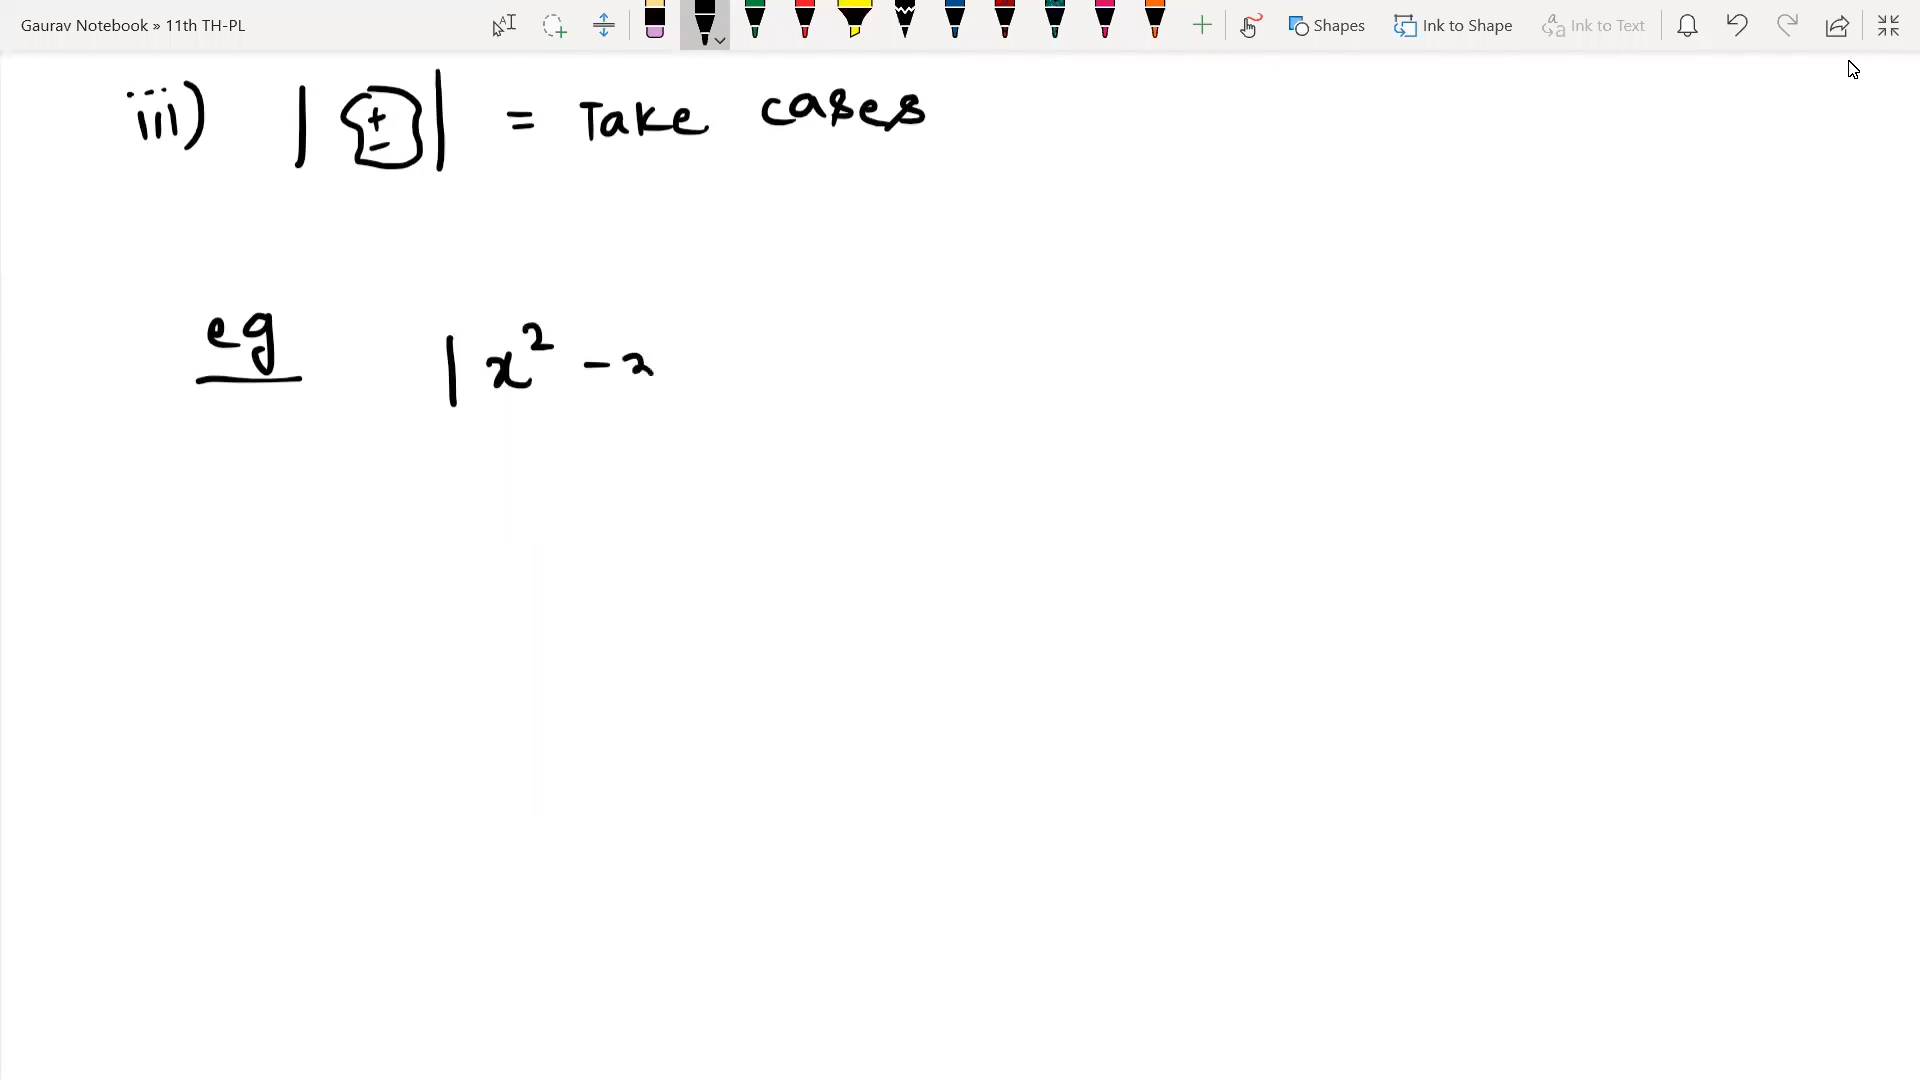 Gaurav Notebook » 11th TH-PL
Shapes
Ink to Shape
Ink to Text
iii) | ± | = Take cases
eg | x² - 2